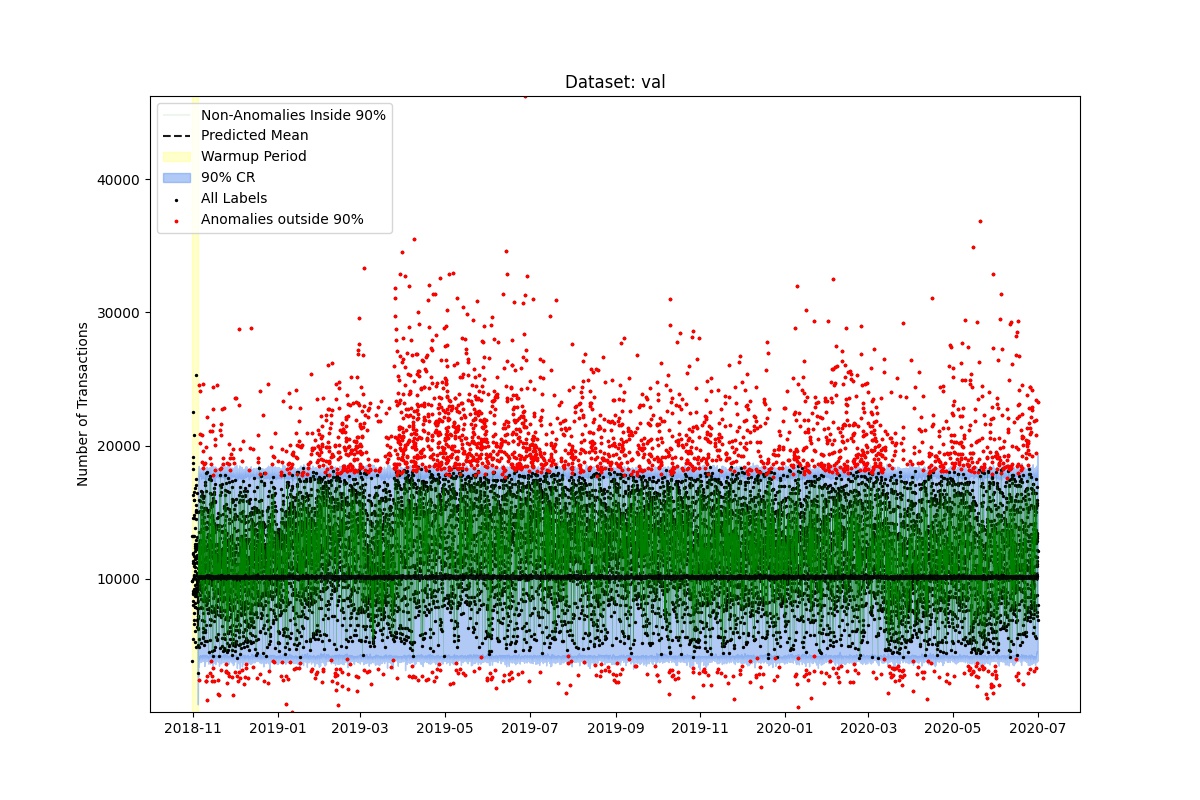 Dataset: val
Non-Anomalies Inside 90%
Predicted Mean
Warmup Period
90% CR
All Labels
Anomalies outside 90%
Number of Transactions
40000
30000
20000
10000
2018-11 2019-01 2019-03 2019-05 2019-07 2019-09 2019-11 2020-01 2020-03 2020-05 2020-07